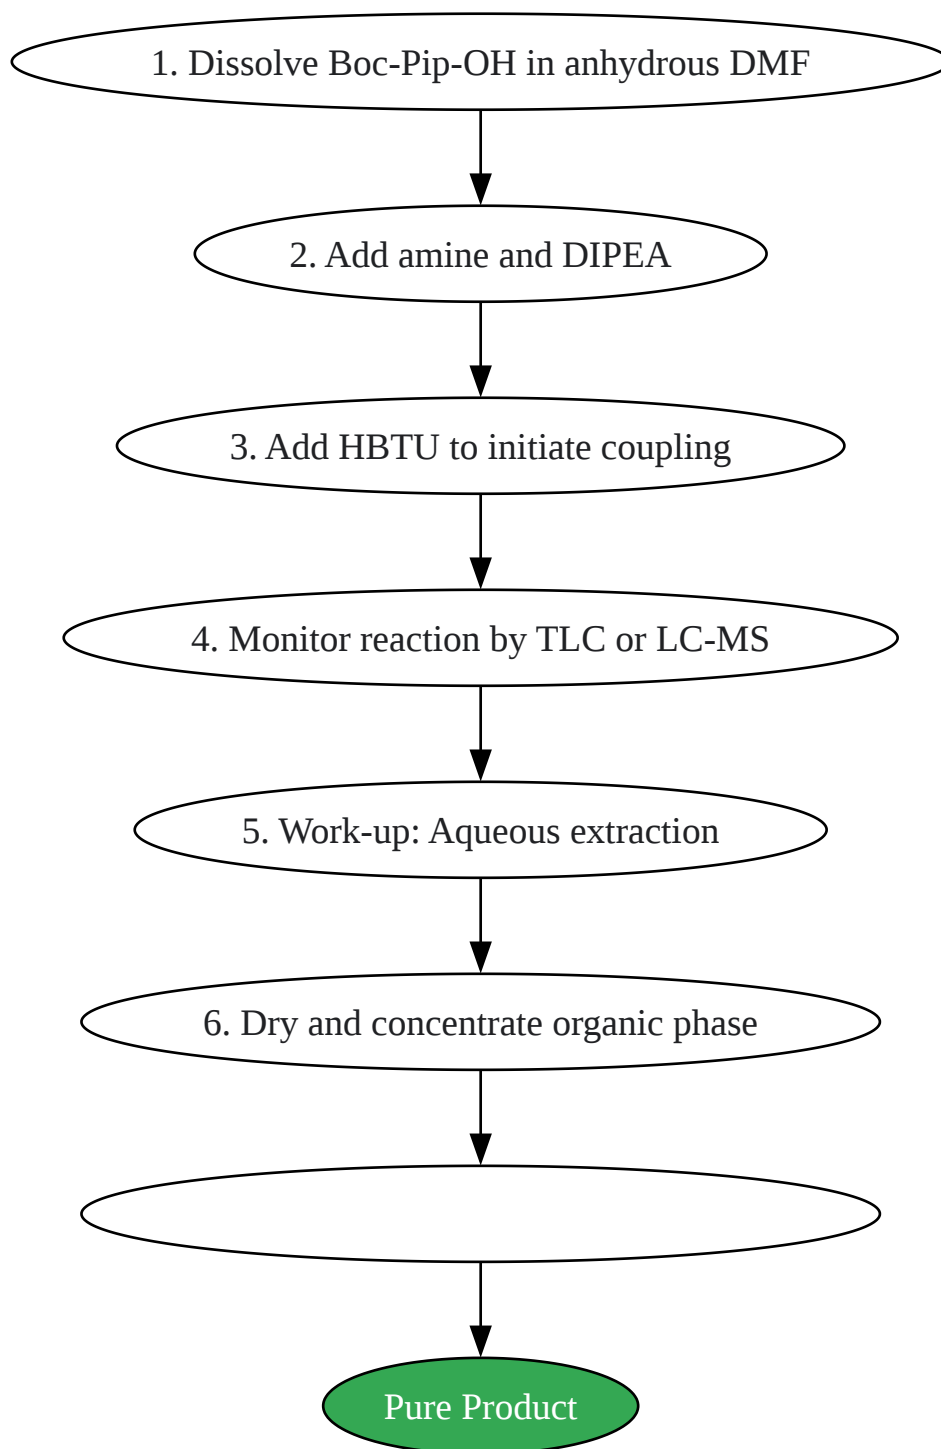 1. Dissolve Boc-Pip-OH in anhydrous DMF
2. Add amine and DIPEA
3. Add HBTU to initiate coupling
4. Monitor reaction by TLC or LC-MS
5. Work-up: Aqueous extraction
6. Dry and concentrate organic phase
Pure Product